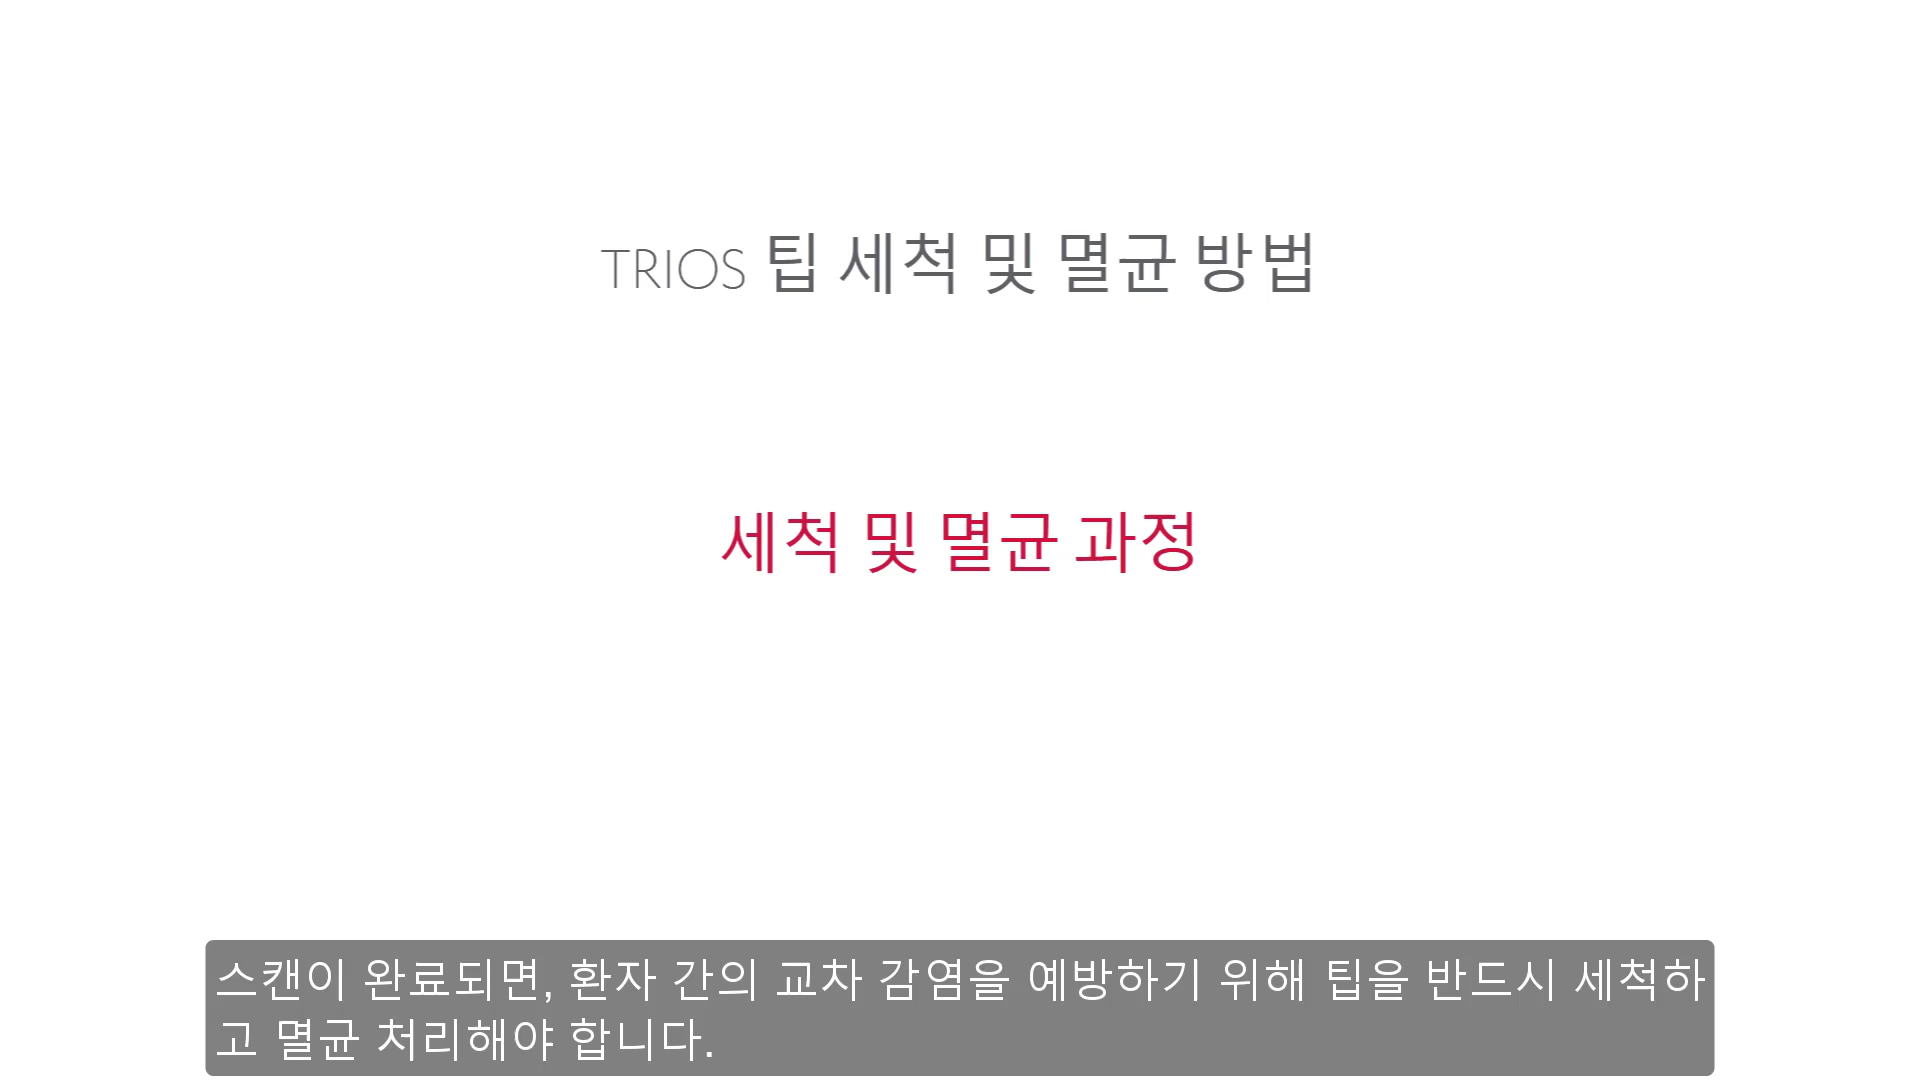 TRIOS 팁 세척 및 멸균 방법
세척 및 멸균 과정
스캔이 완료되면, 환자 간의 교차 감염을 예방하기 위해 팁을 반드시 세척하
고 멸균 처리해야 합니다.